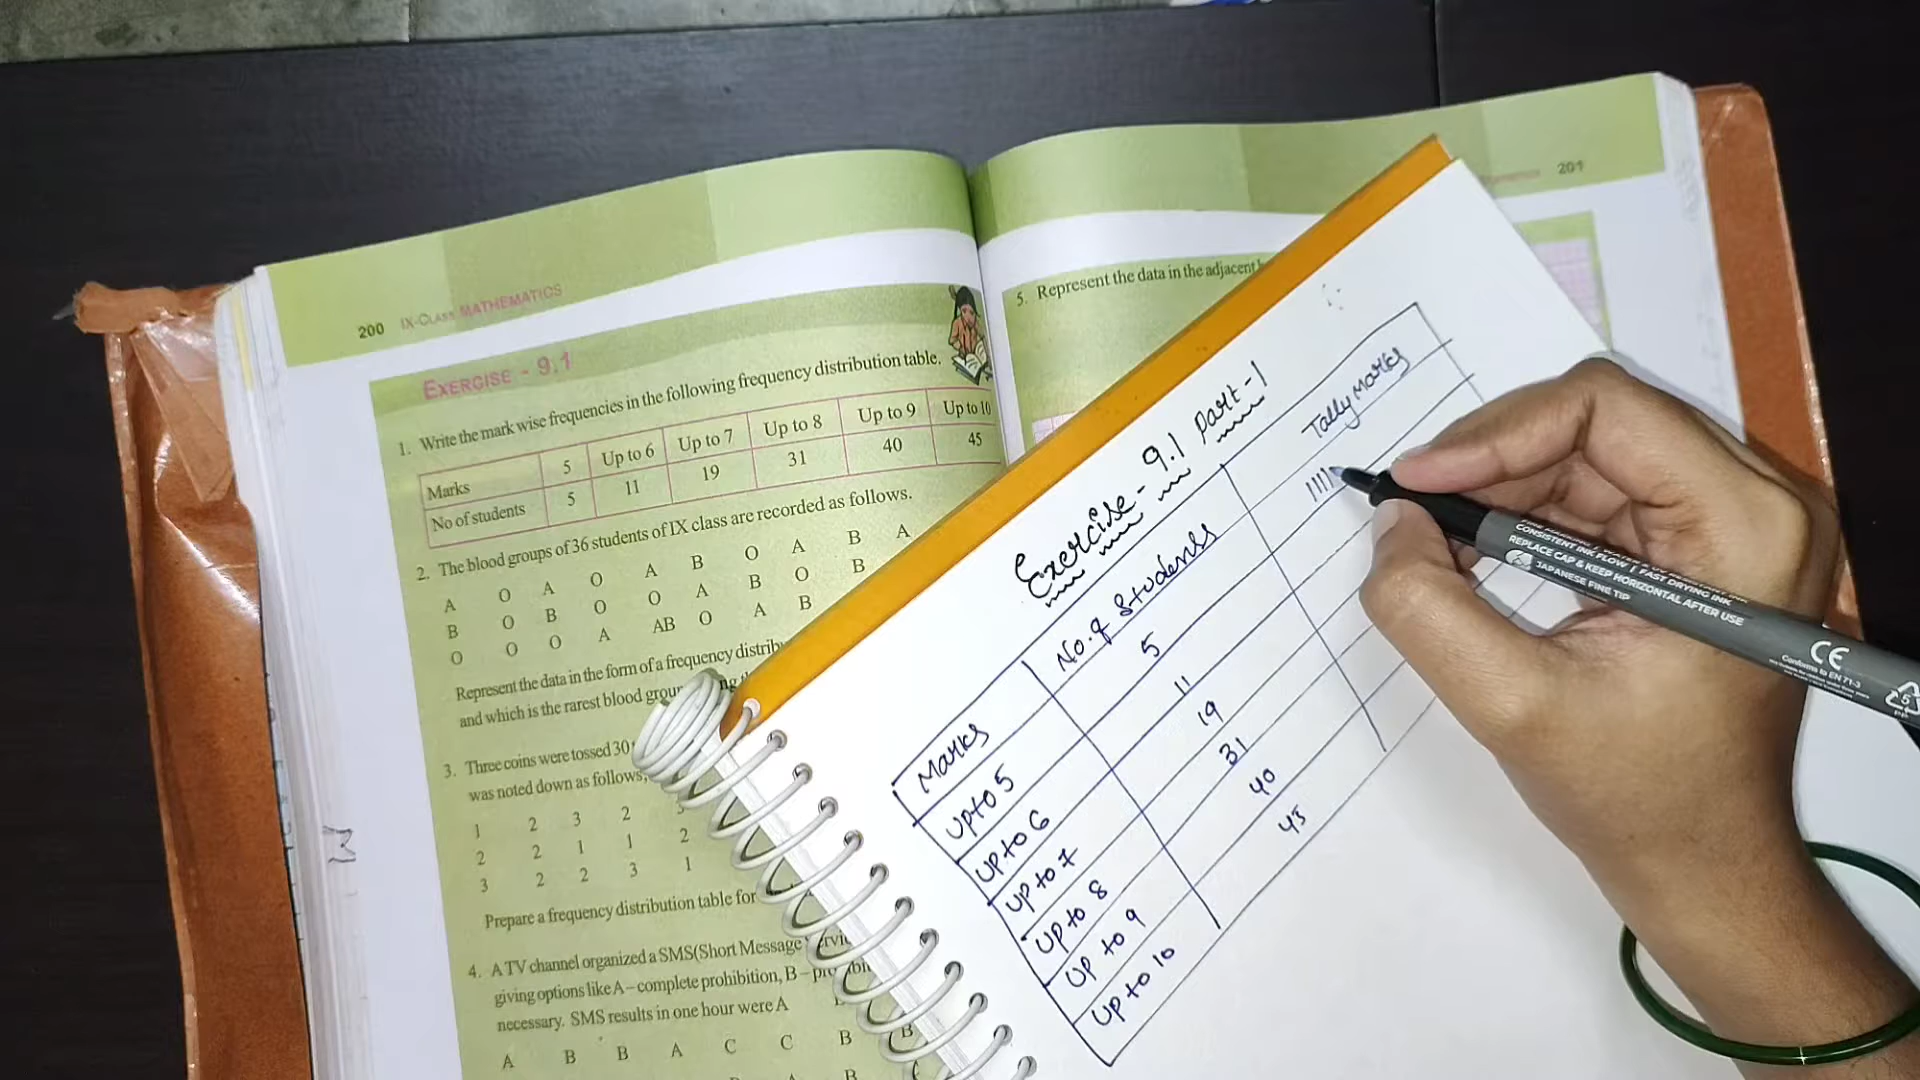 200 IX-CLASS MATHEMATICS
EXERCISE - 9.1
1. Write the mark wise frequencies in the following frequency distribution table.
Marks 5 Up to 6 Up to 7 Up to 8 Up to 9 Up to 10
No of students 5 11 19 31 40 45
2. The blood groups of 36 students of IX class are recorded as follows.
A O A O A B O A B A
B O B O O A B O B
O O O A AB O A B
Represent the data in the form of a frequency
and which is the rarest blood
3. Three coins were tossed 30
was noted down as follows
1 2 3 2
2 2 1 1 2
3 2 2 3 1
Prepare a frequency distribution table for
4. A TV channel organized a SMS(Short Message
giving options like A – complete prohibition, B –
necessary. SMS results in one hour were A
A B B A C C B B
B
201
5. Represent the data in the adjacent
Exercise - 9.1 part-1
Marks No. of Students Tally marks
upto 5 5 |||||
up to 6 11
up to 7 19
up to 8 31
up to 9 40
up to 10 45
CONSISTENT INK FLOW | FAST DRYING INK
REPLACE CAP & KEEP HORIZONTAL AFTER USE
JAPANESE FINE TIP
CE
Conforms to EN 71-3
M